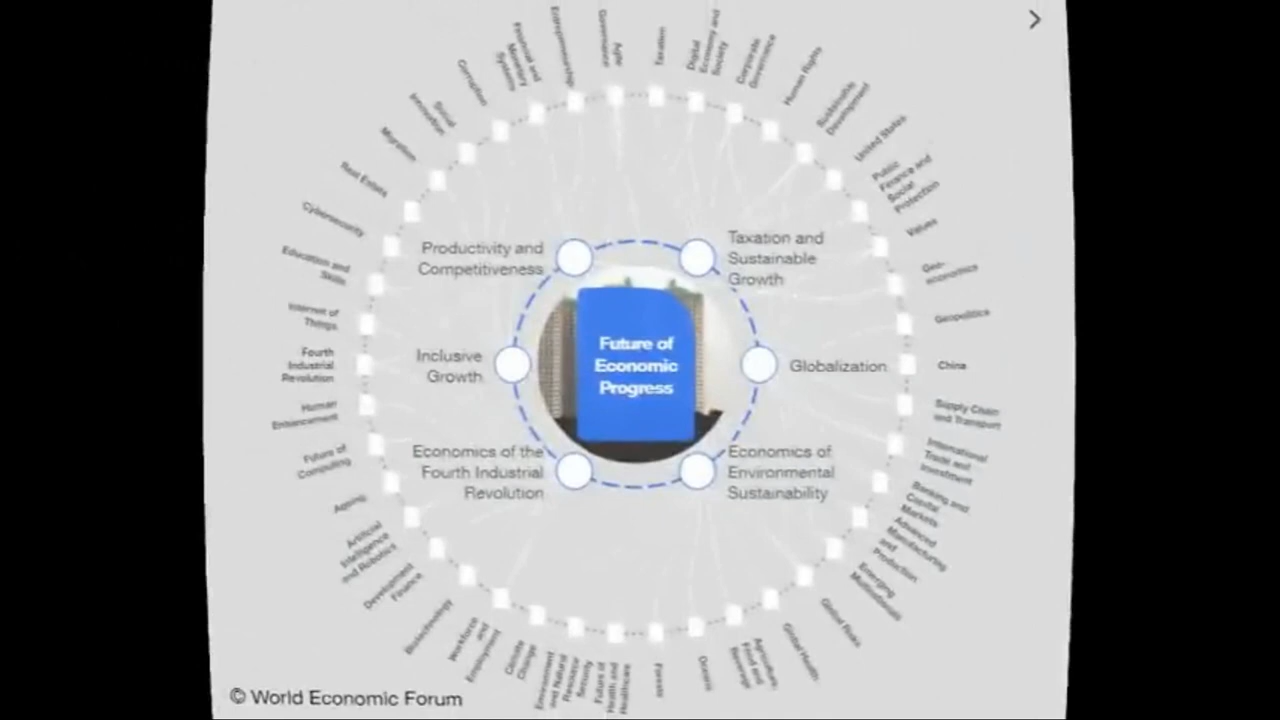 Future of
Economic
Progress
Productivity and
Competitiveness
Taxation and
Sustainable
Growth
Inclusive
Growth
Globalization
Economics of the
Fourth Industrial
Revolution
Economics of
Environmental
Sustainability
Agile
Governance
Taxation
Digital
Economy and
Society
Corporate
Governance
Human Rights
Sustainable
Development
United States
Public
Finance and
Social
Protection
Values
Geo-
economics
Geopolitics
China
Supply Chain
and Transport
International
Trade and
Investment
Banking and
Capital
Markets
Advanced
Manufacturing
and
Production
Emerging
Multinationals
Global Risks
Global Health
Agriculture,
Food and
Beverage
Oceans
Forests
Future of
Health and
Healthcare
Environment
and Natural
Resource
Security
Climate
Change
Workforce
and
Employment
Biotechnology
Development
Finance
Artificial
Intelligence
and Robotics
Ageing
Future of
Computing
Human
Enhancement
Fourth
Industrial
Revolution
Internet of
Things
Education and
Skills
Cybersecurity
Real Estate
Migration
Social
Innovation
Corruption
Financial and
Monetary
Systems
Entrepreneurship
© World Economic Forum